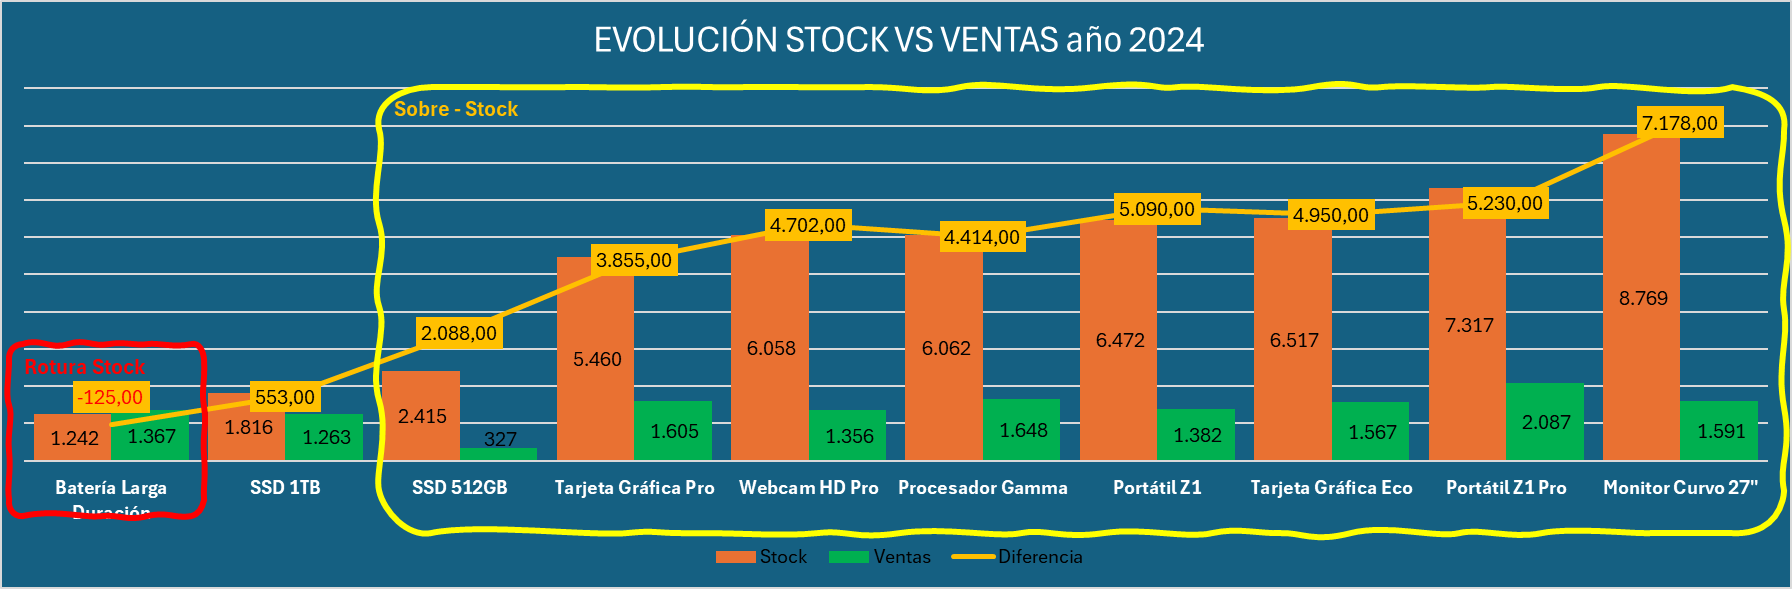 EVOLUCIÓN STOCK VS VENTAS año 2024
Sobre - Stock
7.178,00
5.090,00
4.950,00
5.230,00
4.702,00
4.414,00
3.855,00
2.088,00
Rotura Stock
-125,00
553,00
1.242
1.367
1.816
1.263
2.415
327
5.460
1.605
6.058
1.356
6.062
1.648
6.472
1.382
6.517
1.567
7.317
2.087
8.769
1.591
Batería Larga
Duración
SSD 1TB
SSD 512GB
Tarjeta Gráfica Pro
Webcam HD Pro
Procesador Gamma
Portátil Z1
Tarjeta Gráfica Eco
Portátil Z1 Pro
Monitor Curvo 27"
Stock
Ventas
Diferencia